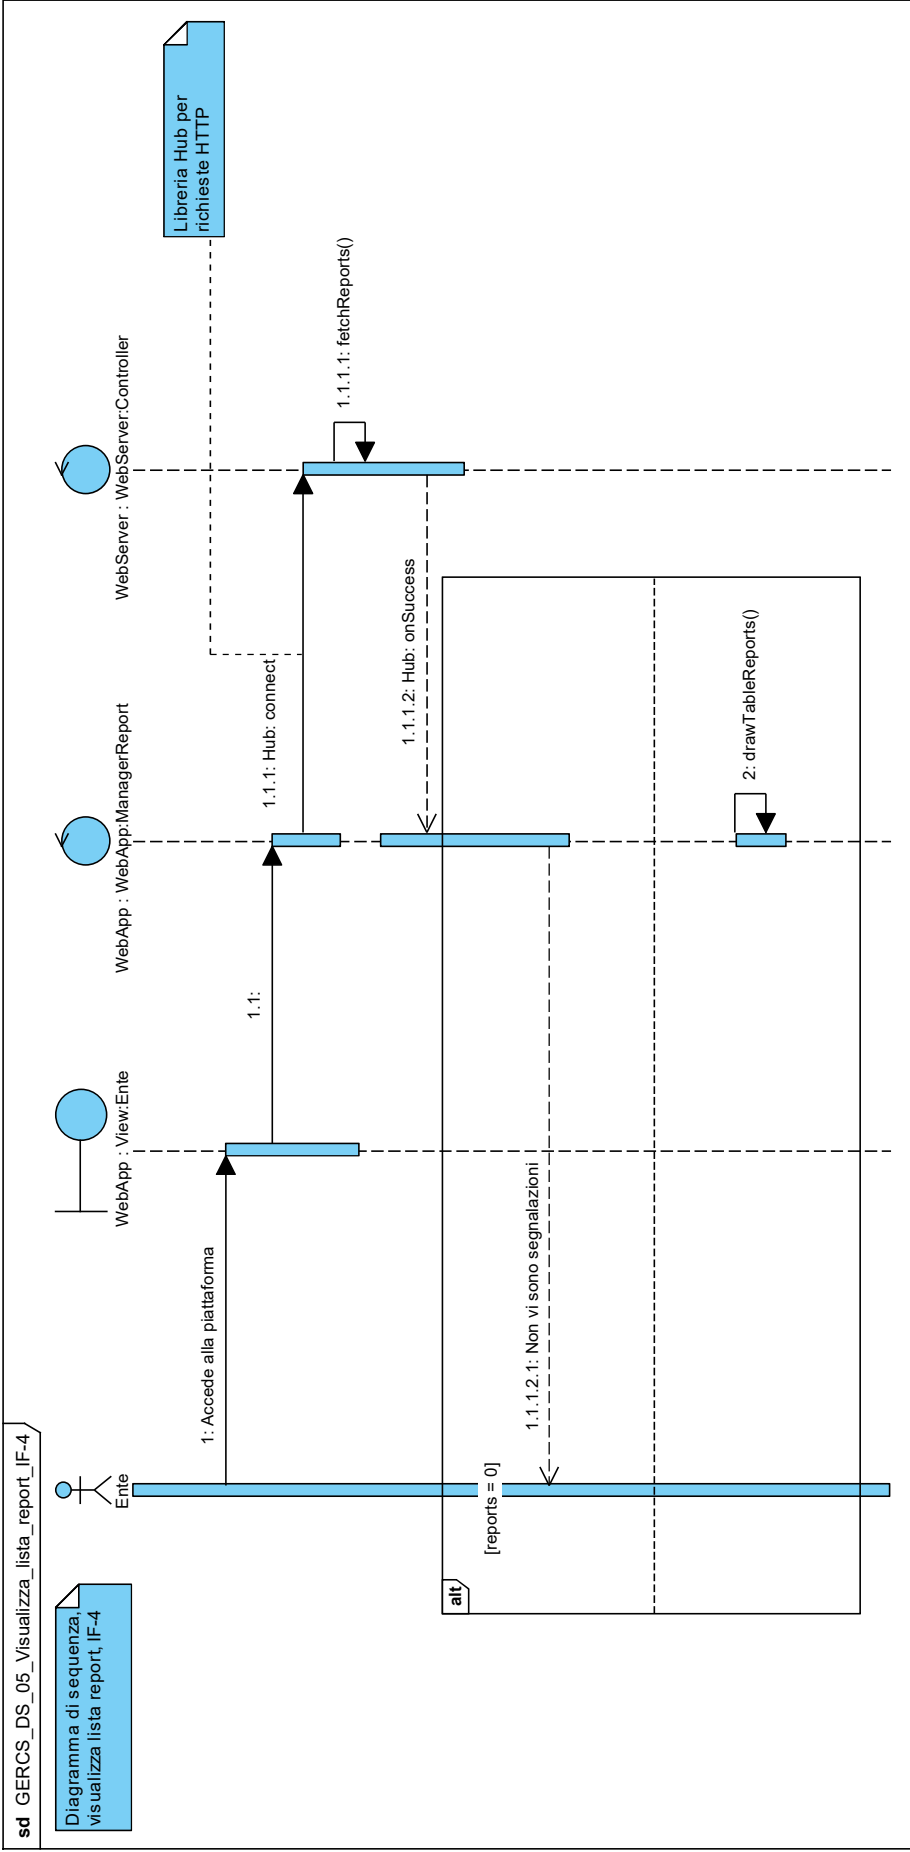 sd GERCS_DS_05_Visualizza_lista_report_IF-4
Diagramma di sequenza,
visualizza lista report, IF-4
Ente
WebApp : View:Ente
WebApp : WebApp:ManagerReport
WebServer : WebServer:Controller
Libreria Hub per
richieste HTTP
1: Accede alla piattaforma
1.1:
1.1.1: Hub: connect
1.1.1.1: fetchReports()
1.1.1.2: Hub: onSuccess
alt
[reports = 0]
1.1.1.2.1: Non vi sono segnalazioni
2: drawTableReports()